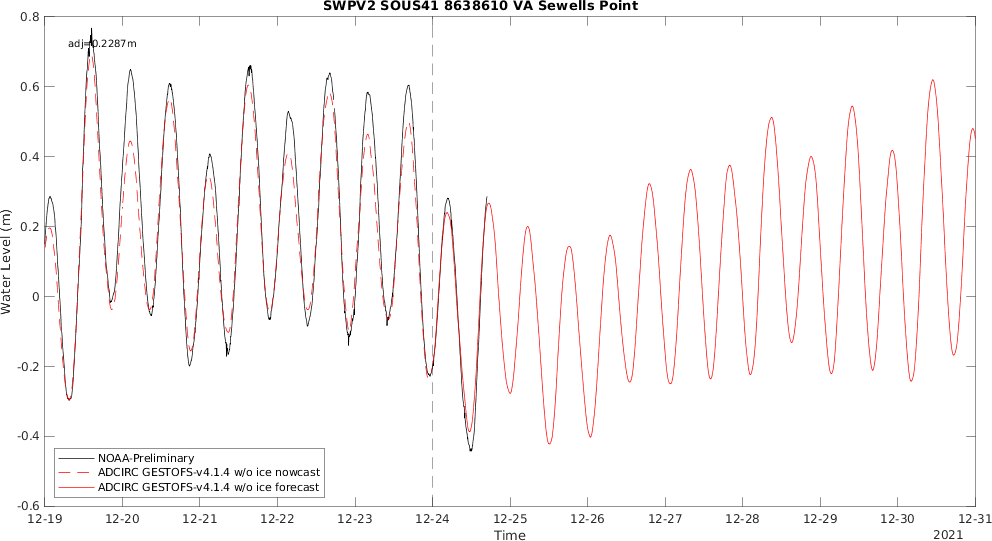 SWPV2 SOUS41 8638610 VA Sewells Point
adj=0.2287m
0.8
0.6
0.4
0.2
0
-0.2
-0.4
-0.6
Water Level (m)
NOAA-Preliminary
ADCIRC GESTOFS-v4.1.4 w/o ice nowcast
ADCIRC GESTOFS-v4.1.4 w/o ice forecast
12-19 12-20 12-21 12-22 12-23 12-24 12-25 12-26 12-27 12-28 12-29 12-30 12-31
Time
2021